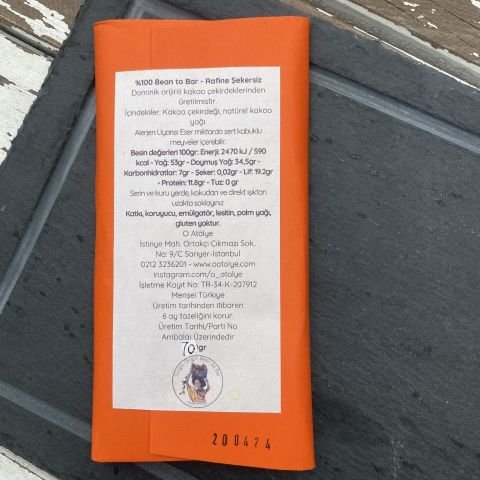 %100 Bean to Bar - Rafine Şekersiz
Dominik orijinli kakao çekirdeklerinden
üretilmistir.
İçindekiler: Kakao çekirdeği, natürel kakao
yağı
Alerjen Uyarısı: Eser miktarda sert kabuklu
meyveler içerebilir.
Besin değerleri 100gr: Enerji: 2470 kJ / 590
kcal - Yağ: 53gr - Doymuş Yağ: 34,5gr -
Karbonhidratlar: 7gr - Şeker: 0,02gr - Lif: 19.2gr
- Protein: 11.8gr - Tuz: 0 gr
Serin ve kuru yerde, kokudan ve direkt ışıktan
uzakta saklayınız
Katkı, koruyucu, emülgatör, lesitin, palm yağı,
gluten yoktur.
O Atölye
İstinye Mah. Ortakçı Çıkmazı Sok.
No: 9/C Sarıyer-İstanbul
0212 3236201 - www.oatolye.com
instagram.com/o_atolye
İşletme Kayıt No: TR-34-K-207912
Menşei Türkiye
Üretim tarihinden itibaren
6 ay tazeliğini korur.
Üretim Tarihi/Parti No
Ambalaj Üzerindedir
70 gr
200424